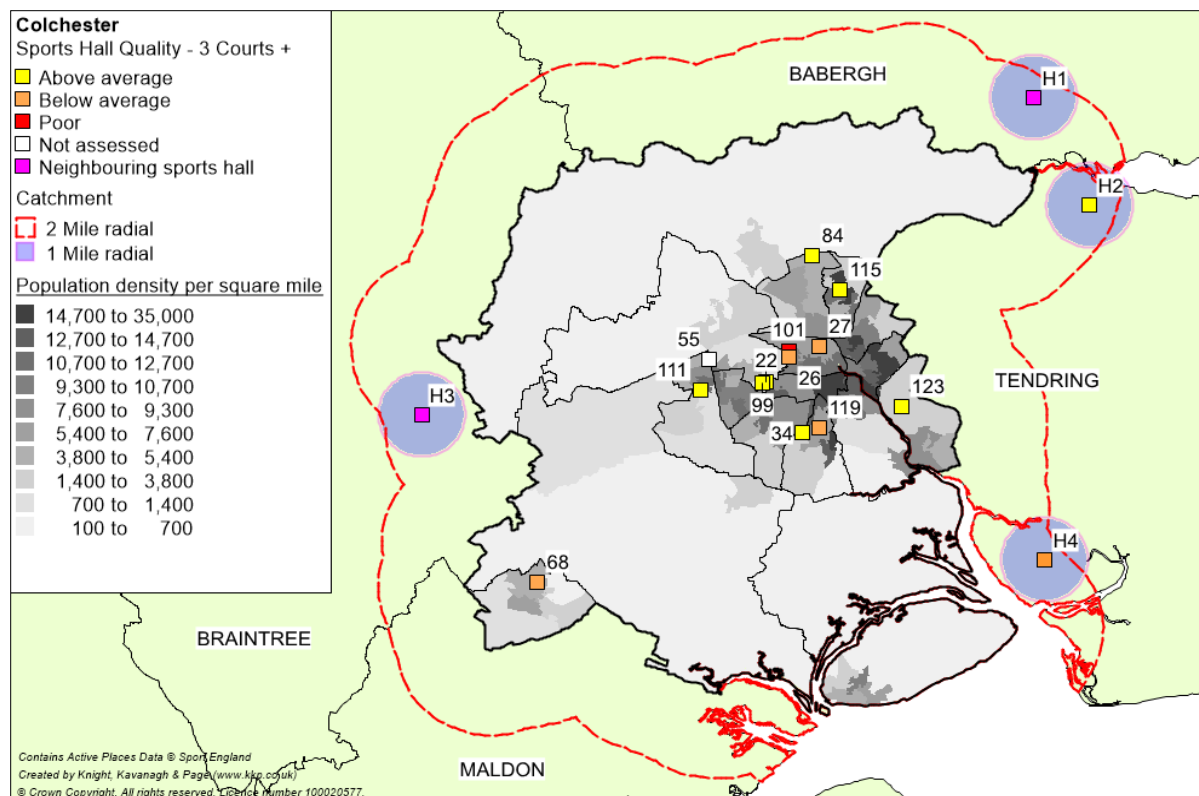 Colchester
Sports Hall Quality - 3 Courts +
Above average
Below average
Poor
Not assessed
Neighbouring sports hall
Catchment
2 Mile radial
1 Mile radial
Population density per square mile
14,700 to 35,000
12,700 to 14,700
10,700 to 12,700
9,300 to 10,700
7,600 to 9,300
5,400 to 7,600
3,800 to 5,400
1,400 to 3,800
700 to 1,400
100 to 700
BABERGH
H1
H2
84
115
101
27
55
22
111
26
H3
TENDRING
123
99
119
34
H4
68
BRAINTREE
MALDON
Contains Active Places Data © Sport England
Created by Knight, Kavanagh & Page (www.kkp.co.uk)
© Crown Copyright. All rights reserved. Licence number 100020577.